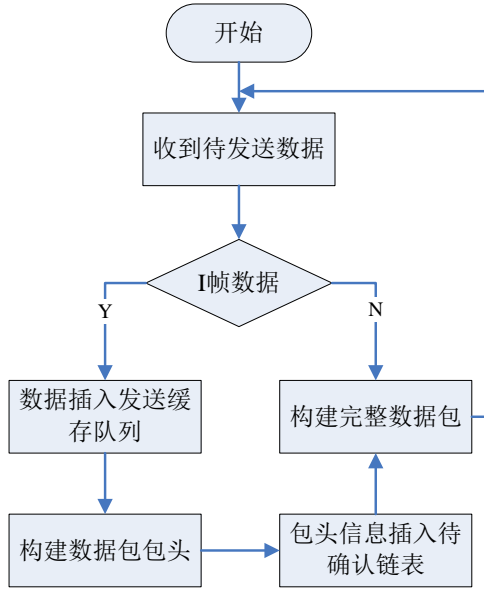 开始
收到待发送数据
I帧数据
Y
N
数据插入发送缓
存队列
构建完整数据包
构建数据包包头
包头信息插入待
确认链表